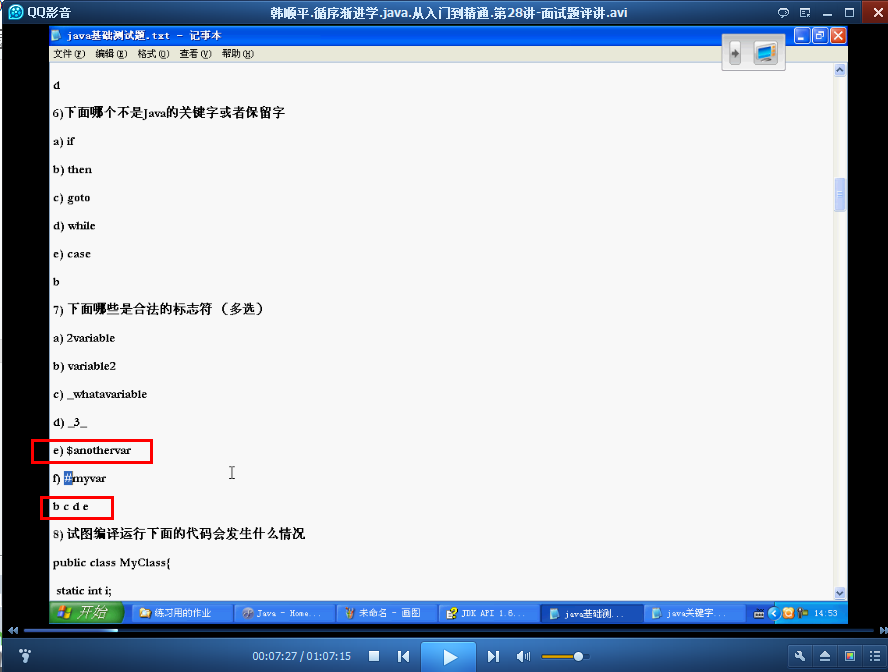 QQ影音
韩顺平.循序渐进学.java.从入门到精通.第28讲-面试题评讲.avi
java基础测试题.txt - 记事本
文件(F) 编辑(E) 格式(O) 查看(V) 帮助(H)
d
6)下面哪个不是Java的关键字或者保留字
a) if
b) then
c) goto
d) while
e) case
b
7) 下面哪些是合法的标志符 （多选）
a) 2variable
b) variable2
c) _whatavariable
d) _3_
e) $anothervar
f) #myvar
b c d e
8) 试图编译运行下面的代码会发生什么情况
public class MyClass{
static int i;
开始 练习用的作业 Java - Home... 未命名 - 画图 JDK API 1.6... java基础测... java关键字... 14:53
00:07:27 / 01:07:15